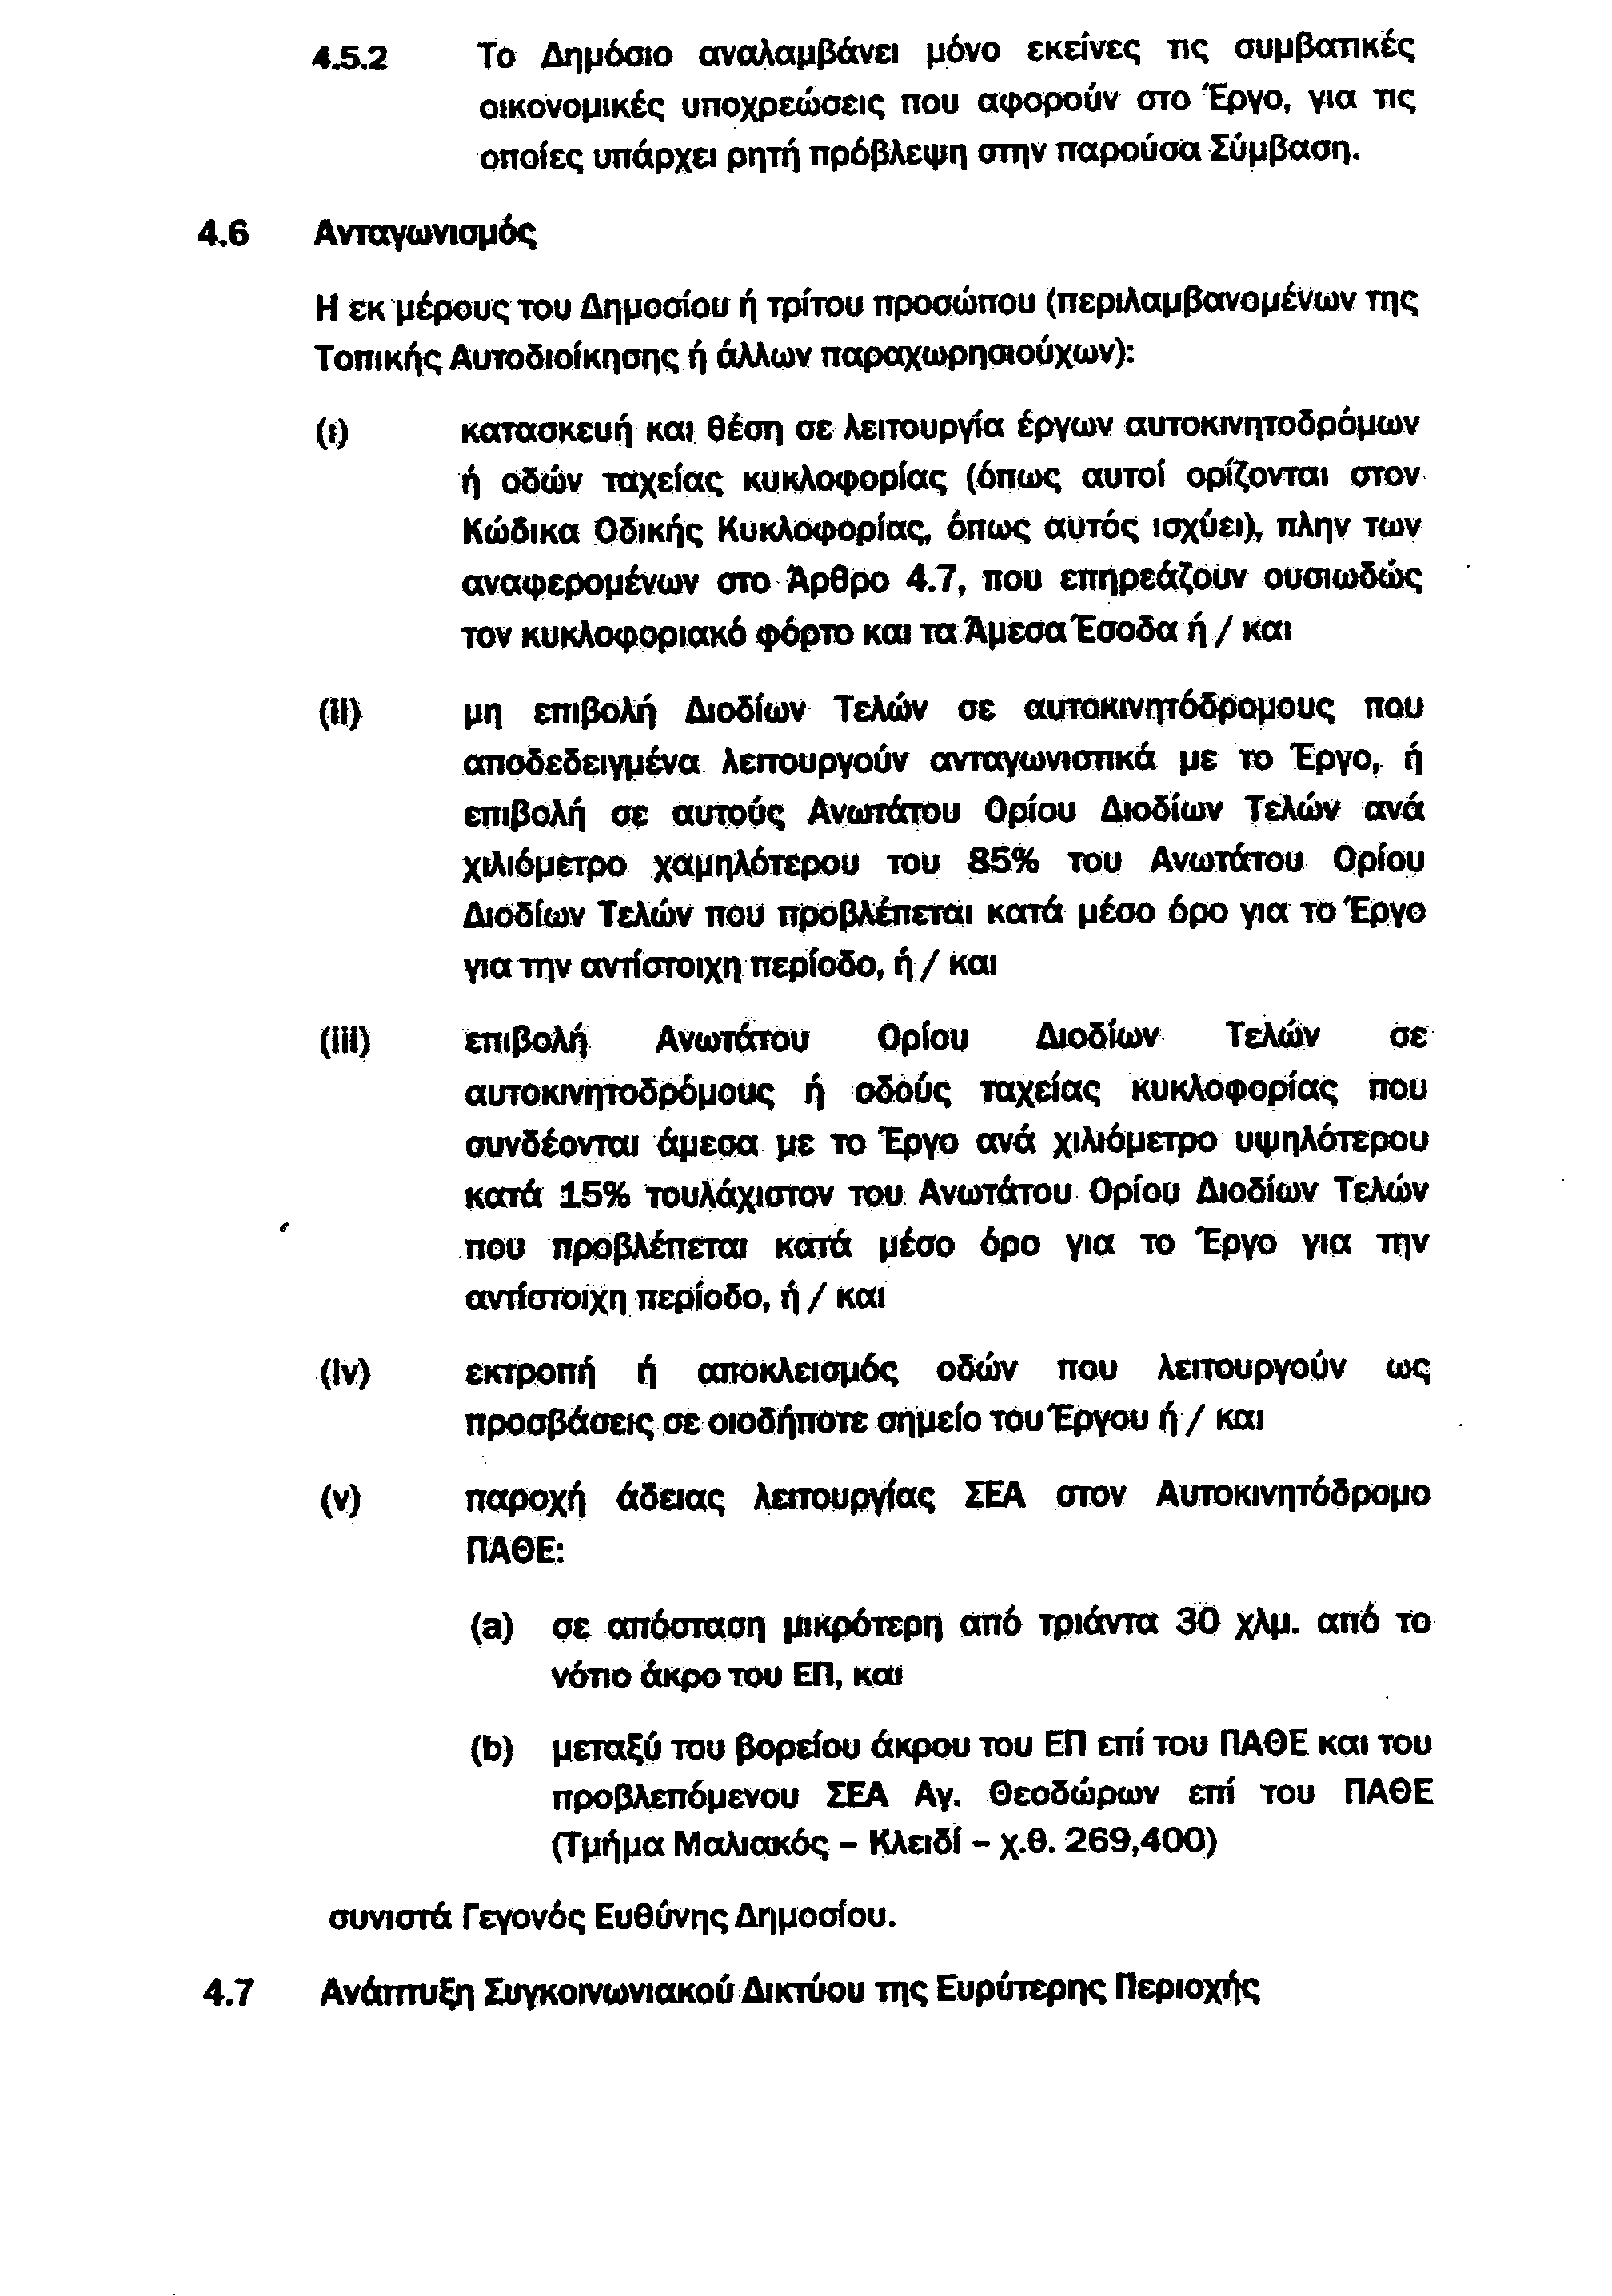 4.5.2 Το Δημόσιο αναλαμβάνει μόνο εκείνες τις συμβατικές
οικονομικές υποχρεώσεις που αφορούν στο Έργο, για τις
οποίες υπάρχει ρητή πρόβλεψη στην παρούσα Σύμβαση.
4.6 Ανταγωνισμός
Η εκ μέρους του Δημοσίου ή τρίτου προσώπου (περιλαμβανομένων της
Τοπικής Αυτοδιοίκησης ή άλλων παραχωρησιούχων):
(ι) κατασκευή και θέση σε λειτουργία έργων αυτοκινητοδρόμων
ή οδών ταχείας κυκλοφορίας (όπως αυτοί ορίζονται στον
Κώδικα Οδικής Κυκλοφορίας, όπως αυτός ισχύει), πλην των
αναφερομένων στο Άρθρο 4.7, που επηρεάζουν ουσιωδώς
τον κυκλοφοριακό φόρτο και τα Άμεσα Έσοδα ή / και
(ii) μη επιβολή Διοδίων Τελών σε αυτοκινητόδρομους που
αποδεδειγμένα λειτουργούν ανταγωνιστικά με το Έργο, ή
επιβολή σε αυτούς Ανωτάτου Ορίου Διοδίων Τελών ανά
χιλιόμετρο χαμηλότερου του 85% του Ανωτάτου Ορίου
Διοδίων Τελών που προβλέπεται κατά μέσο όρο για το Έργο
για την αντίστοιχη περίοδο, ή / και
(iii) επιβολή Ανωτάτου Ορίου Διοδίων Τελών σε
αυτοκινητοδρόμους ή οδούς ταχείας κυκλοφορίας που
συνδέονται άμεσα με το Έργο ανά χιλιόμετρο υψηλότερου
κατά 15% τουλάχιστον του Ανωτάτου Ορίου Διοδίων Τελών
που προβλέπεται κατά μέσο όρο για το Έργο για την
αντίστοιχη περίοδο, ή / και
(iv) εκτροπή ή αποκλεισμός οδών που λειτουργούν ως
προσβάσεις σε οιοδήποτε σημείο του Έργου ή / και
(v) παροχή άδειας λειτουργίας ΣΕΑ στον Αυτοκινητόδρομο
ΠΑΘΕ:
(a) σε απόσταση μικρότερη από τριάντα 30 χλμ. από το
νότιο άκρο του ΕΠ, και
(b) μεταξύ του βορείου άκρου του ΕΠ επί του ΠΑΘΕ και του
προβλεπόμενου ΣΕΑ Αγ. Θεοδώρων επί του ΠΑΘΕ
(Τμήμα Μαλιακός – Κλειδί – χ.θ. 269,400)
συνιστά Γεγονός Ευθύνης Δημοσίου.
4.7 Ανάπτυξη Συγκοινωνιακού Δικτύου της Ευρύτερης Περιοχής